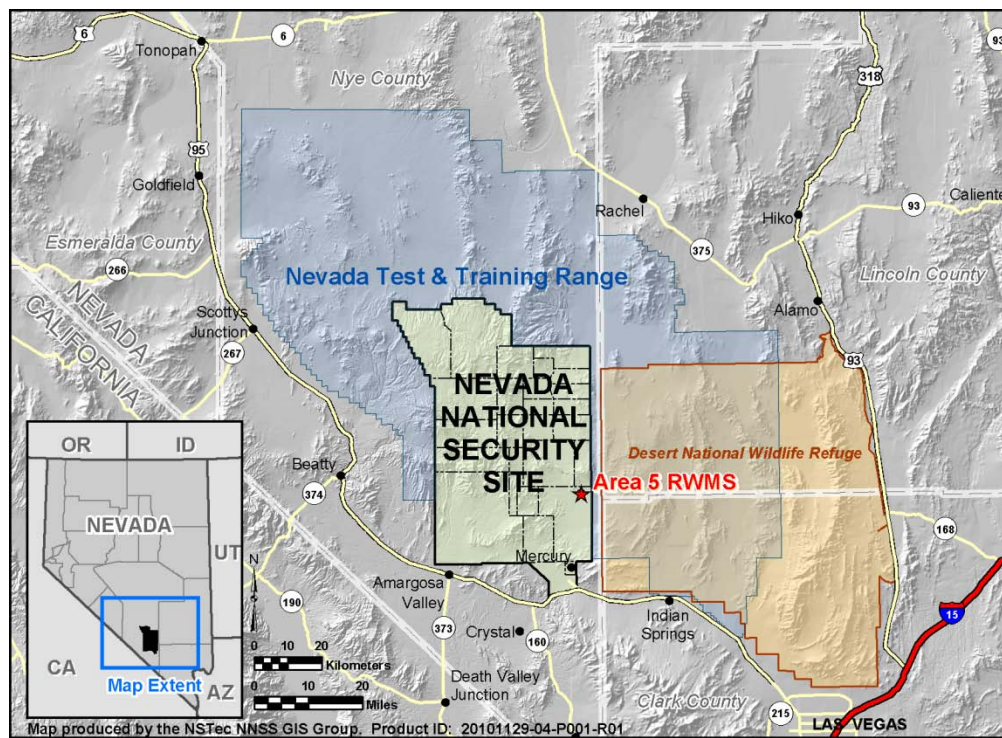 6
Tonopah
6
93
Nye County
318
95
Goldfield
Rachel
Hiko
93
Caliente
Esmeralda County
375
266
Nevada Test & Training Range
Lincoln County
Scottys
Junction
Alamo
NEVADA
CALIFORNIA
267
93
NEVADA
NATIONAL
SECURITY
SITE
Desert National Wildlife Refuge
OR
ID
Beatty
Area 5 RWMS
374
NEVADA
UT
168
N
Mercury
Amargosa
Valley
190
Indian
Springs
15
373
Crystal
160
CA
Map Extent
AZ
0 10 20
Kilometers
0 10 20
Miles
Death Valley
Junction
Clark County
215
LAS VEGAS
Map produced by the NSTec NNSS GIS Group. Product ID: 20101129-04-P001-R01